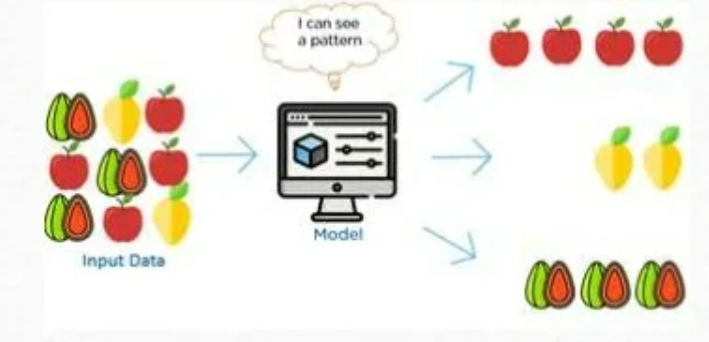 I can see
a pattern
Model
Input Data